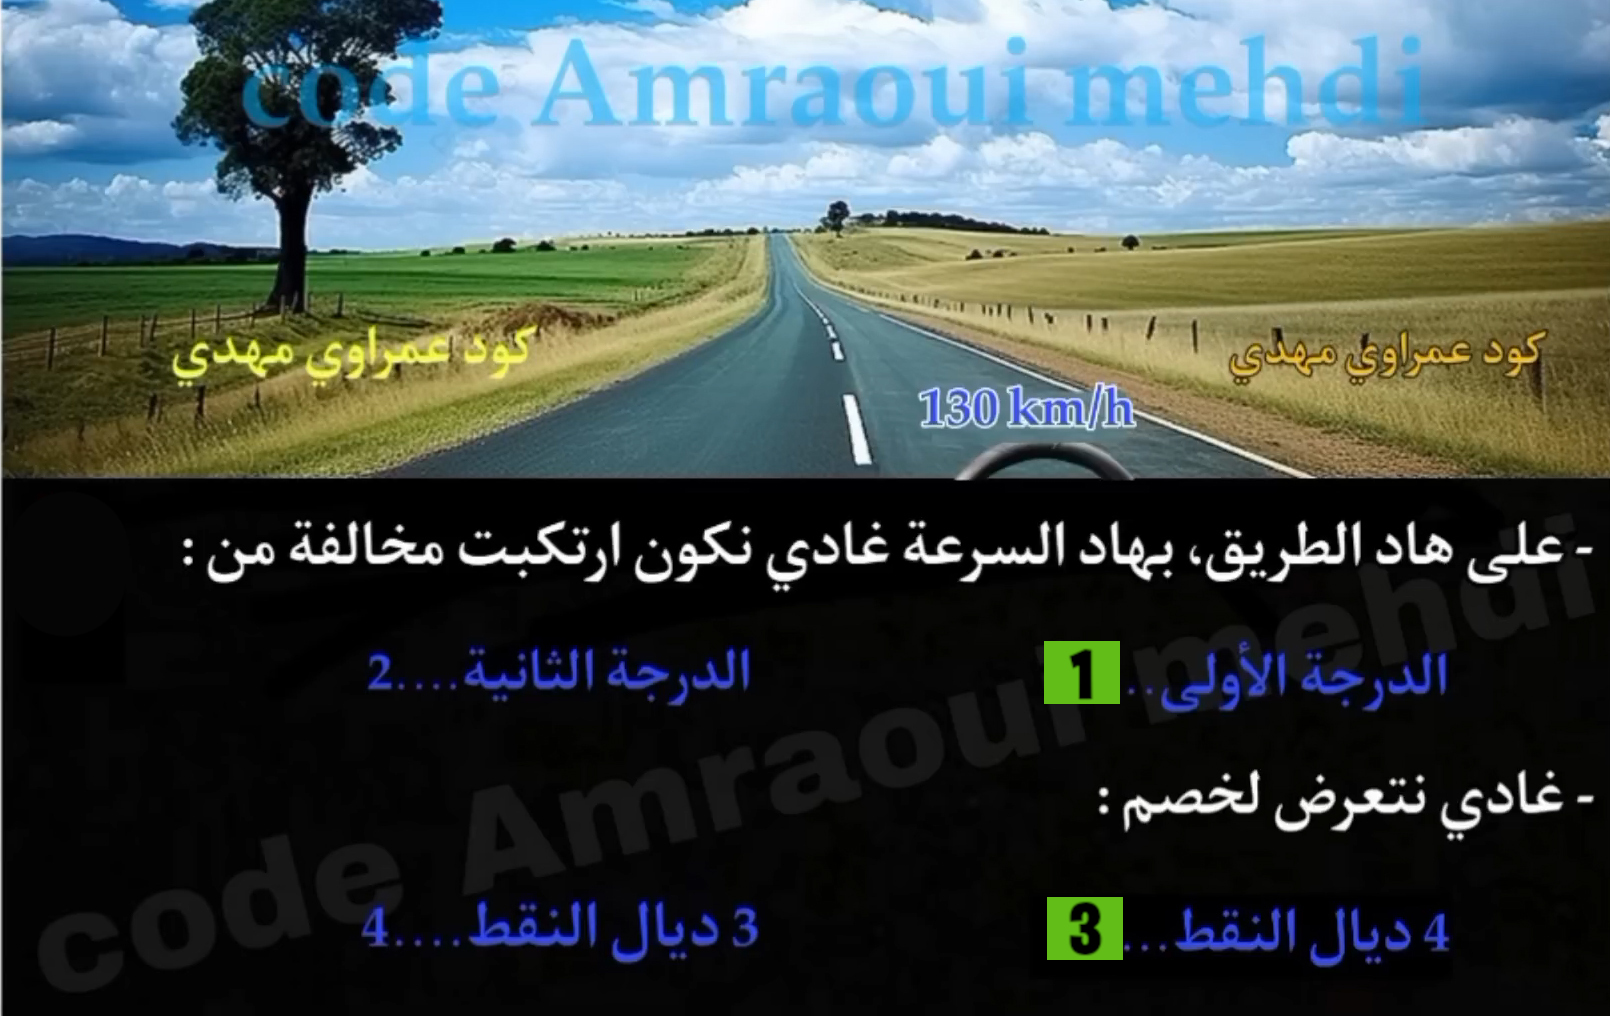 code Amraoui mehdi
كود عمراوي مهدي
كود عمراوي مهدي
130 km/h
- على هاد الطريق، بهاد السرعة غادي نكون ارتكبت مخالفة من :
الدرجة الأولى.. 1
الدرجة الثانية....2
- غادي نتعرض لخصم :
4 ديال النقط... 3
3 ديال النقط....4
code Amraoui mehdi